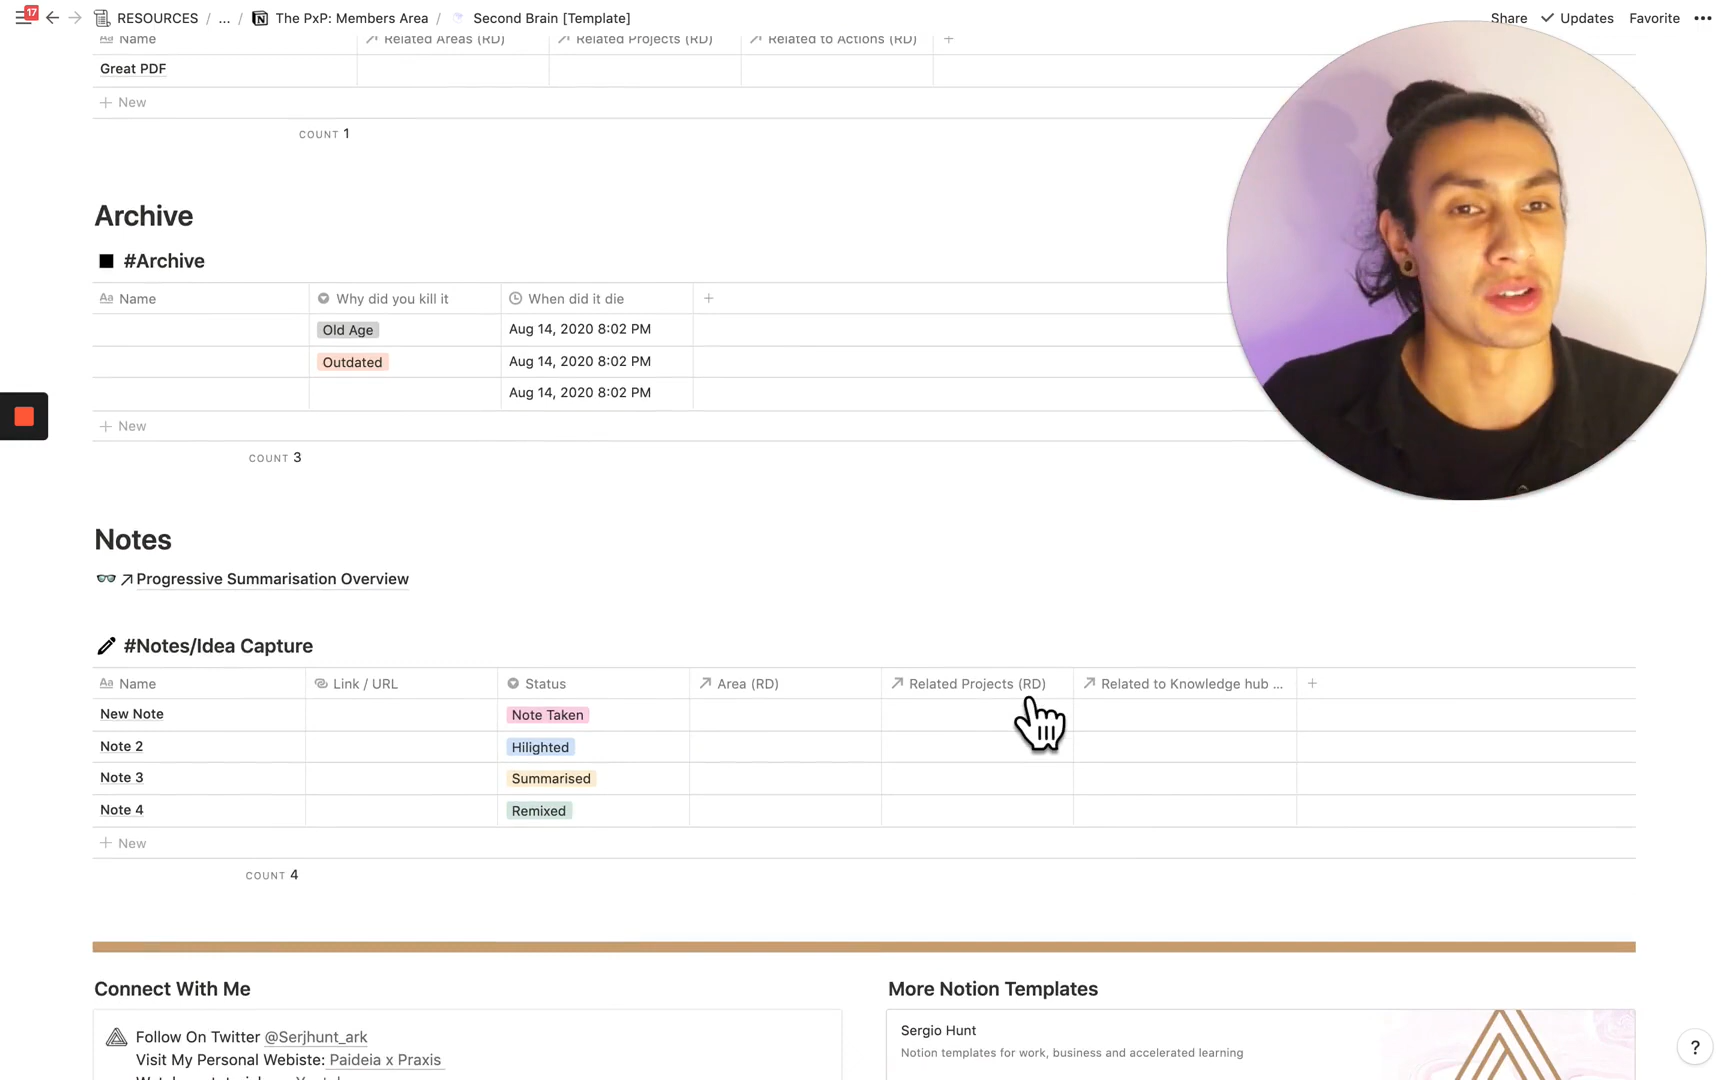 17
RESOURCES / ... / The PxP: Members Area / Second Brain [Template]
Share Updates Favorite
Name Related Areas (RD) Related Projects (RD) Related to Actions (RD)
Great PDF
New
COUNT 1
Archive
#Archive
Name Why did you kill it When did it die
Old Age Aug 14, 2020 8:02 PM
Outdated Aug 14, 2020 8:02 PM
Aug 14, 2020 8:02 PM
New
COUNT 3
Notes
Progressive Summarisation Overview
#Notes/Idea Capture
Name Link / URL Status Area (RD) Related Projects (RD) Related to Knowledge hub ...
New Note Note Taken
Note 2 Hilighted
Note 3 Summarised
Note 4 Remixed
New
COUNT 4
Connect With Me
Follow On Twitter @Serjhunt_ark
Visit My Personal Webiste: Paideia x Praxis
More Notion Templates
Sergio Hunt
Notion templates for work, business and accelerated learning
?